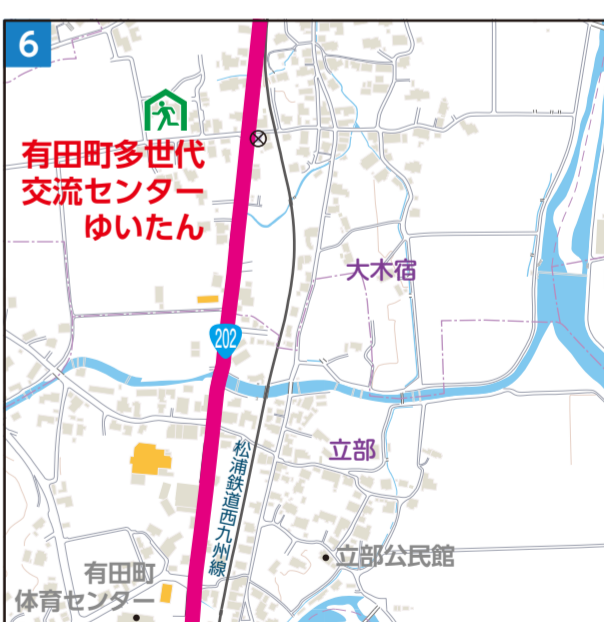 6
有田町多世代
交流センター
ゆいたん
大木宿
202
立部
松浦鉄道西九州線
立部公民館
有田町
体育センター